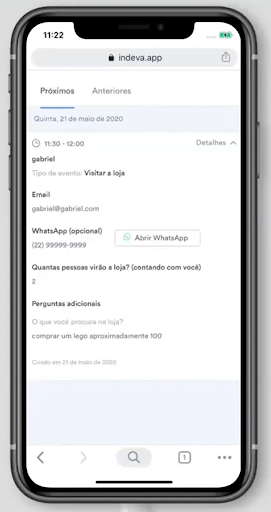 11:22
indeva.app
Próximos Anteriores
Quinta, 21 de maio de 2020
11:30 - 12:00 Detalhes
gabriel
Tipo de evento: Visitar a loja
Email
gabriel@gabriel.com
WhatsApp (opcional)
(22) 99999-9999
Abrir WhatsApp
Quantas pessoas virão a loja? (contando com você)
2
Perguntas adicionais
O que você procura na loja?
comprar um lego aproximadamente 100
Criado em 21 de maio de 2020
1